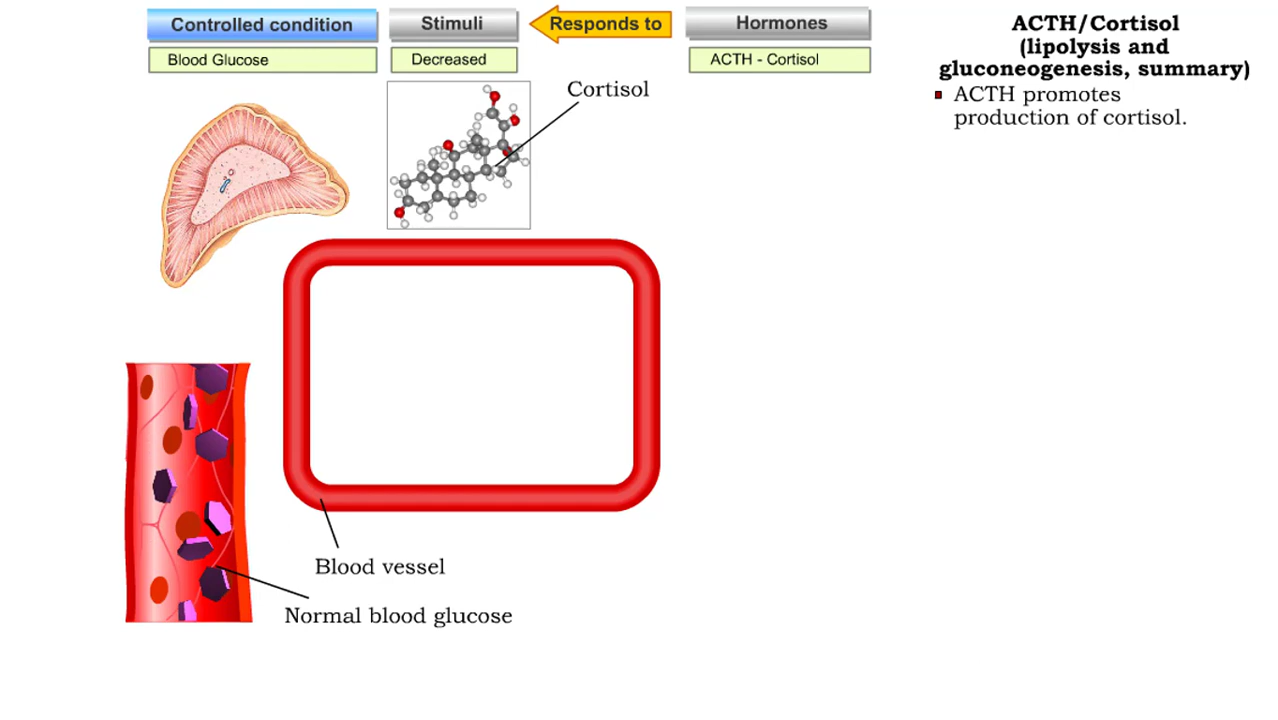 Controlled condition
Stimuli
Responds to
Hormones
Blood Glucose
Decreased
ACTH - Cortisol
Cortisol
Blood vessel
Normal blood glucose
ACTH/Cortisol
(lipolysis and
gluconeogenesis, summary)
ACTH promotes
production of cortisol.